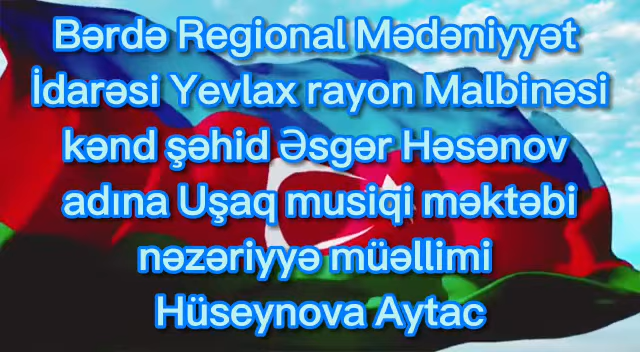 Bərdə Regional Mədəniyyət
İdarəsi Yevlax rayon Malbinəsi
kənd şəhid Əsgər Həsənov
adına Uşaq musiqi məktəbi
nəzəriyyə müəllimi
Hüseynova Aytac